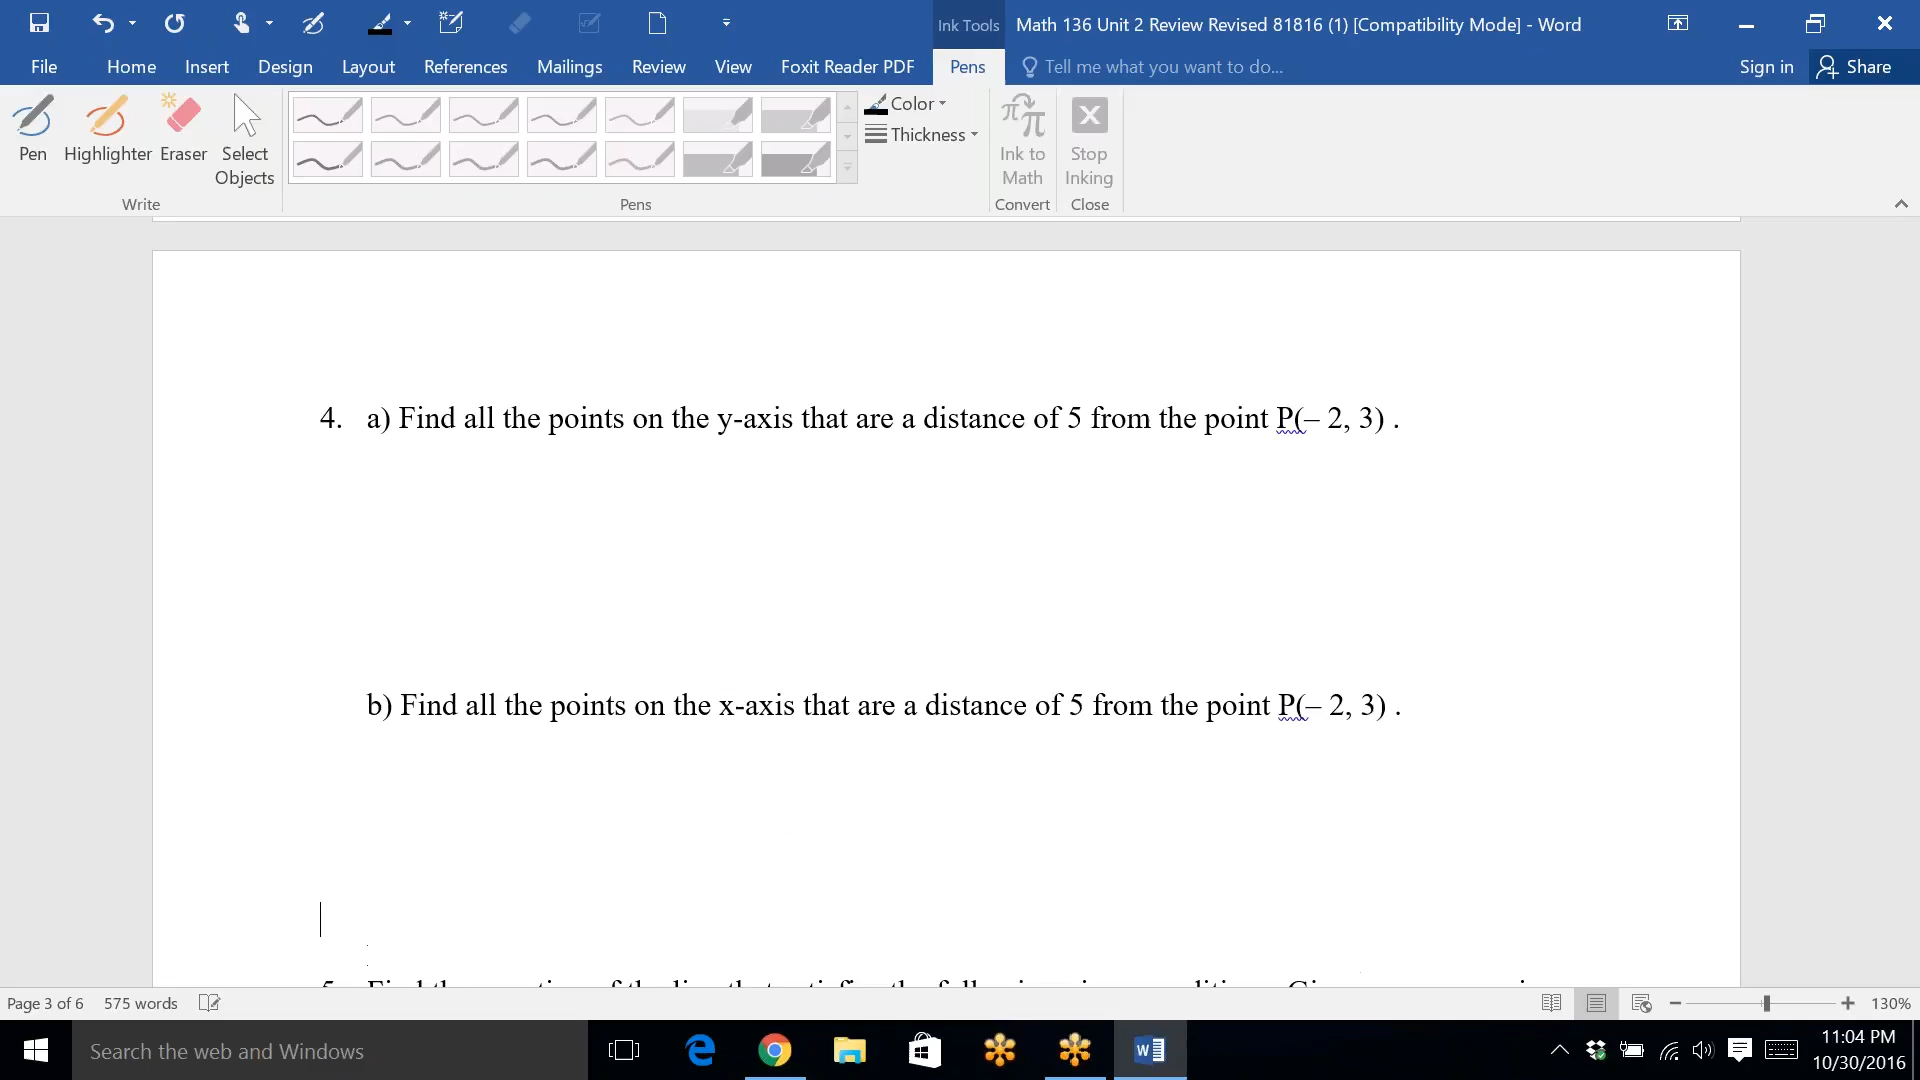 Ink Tools
Math 136 Unit 2 Review Revised 81816 (1) [Compatibility Mode] - Word
File Home Insert Design Layout References Mailings Review View Foxit Reader PDF Pens Tell me what you want to do... Sign in Share
Pen Highlighter Eraser Select Objects
Color
Thickness
Ink to Math
Stop Inking
Write Pens Convert Close
4. a) Find all the points on the y-axis that are a distance of 5 from the point P(– 2, 3) .
b) Find all the points on the x-axis that are a distance of 5 from the point P(– 2, 3) .
Page 3 of 6 575 words 130%
Search the web and Windows
11:04 PM
10/30/2016